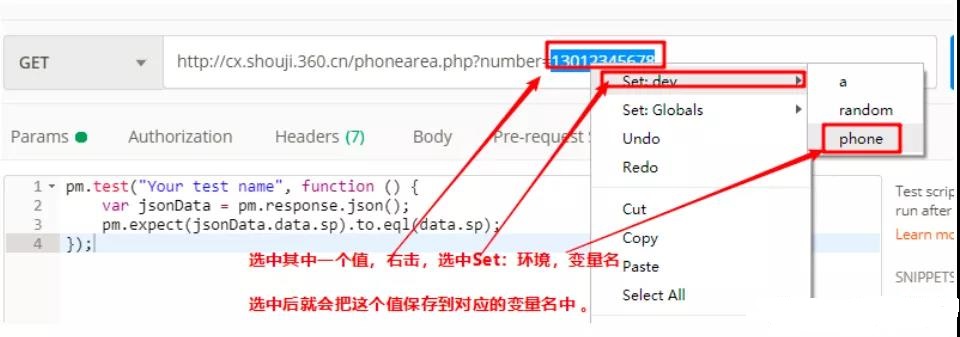 GET
http://cx.shouji.360.cn/phonearea.php?number=13012345678
Set: dev
a
Set: Globals
random
Undo
phone
Redo
Params
Authorization
Headers (7)
Body
Pre-request S
1 pm.test("Your test name", function () {
2 var jsonData = pm.response.json();
3 pm.expect(jsonData.data.sp).to.eql(data.sp);
4 });
Cut
Copy
Paste
Select All
Test scrip
run after
Learn mo
SNIPPETS
选中其中一个值，右击，选中Set：环境，变量名
选中后就会把这个值保存到对应的变量名中。